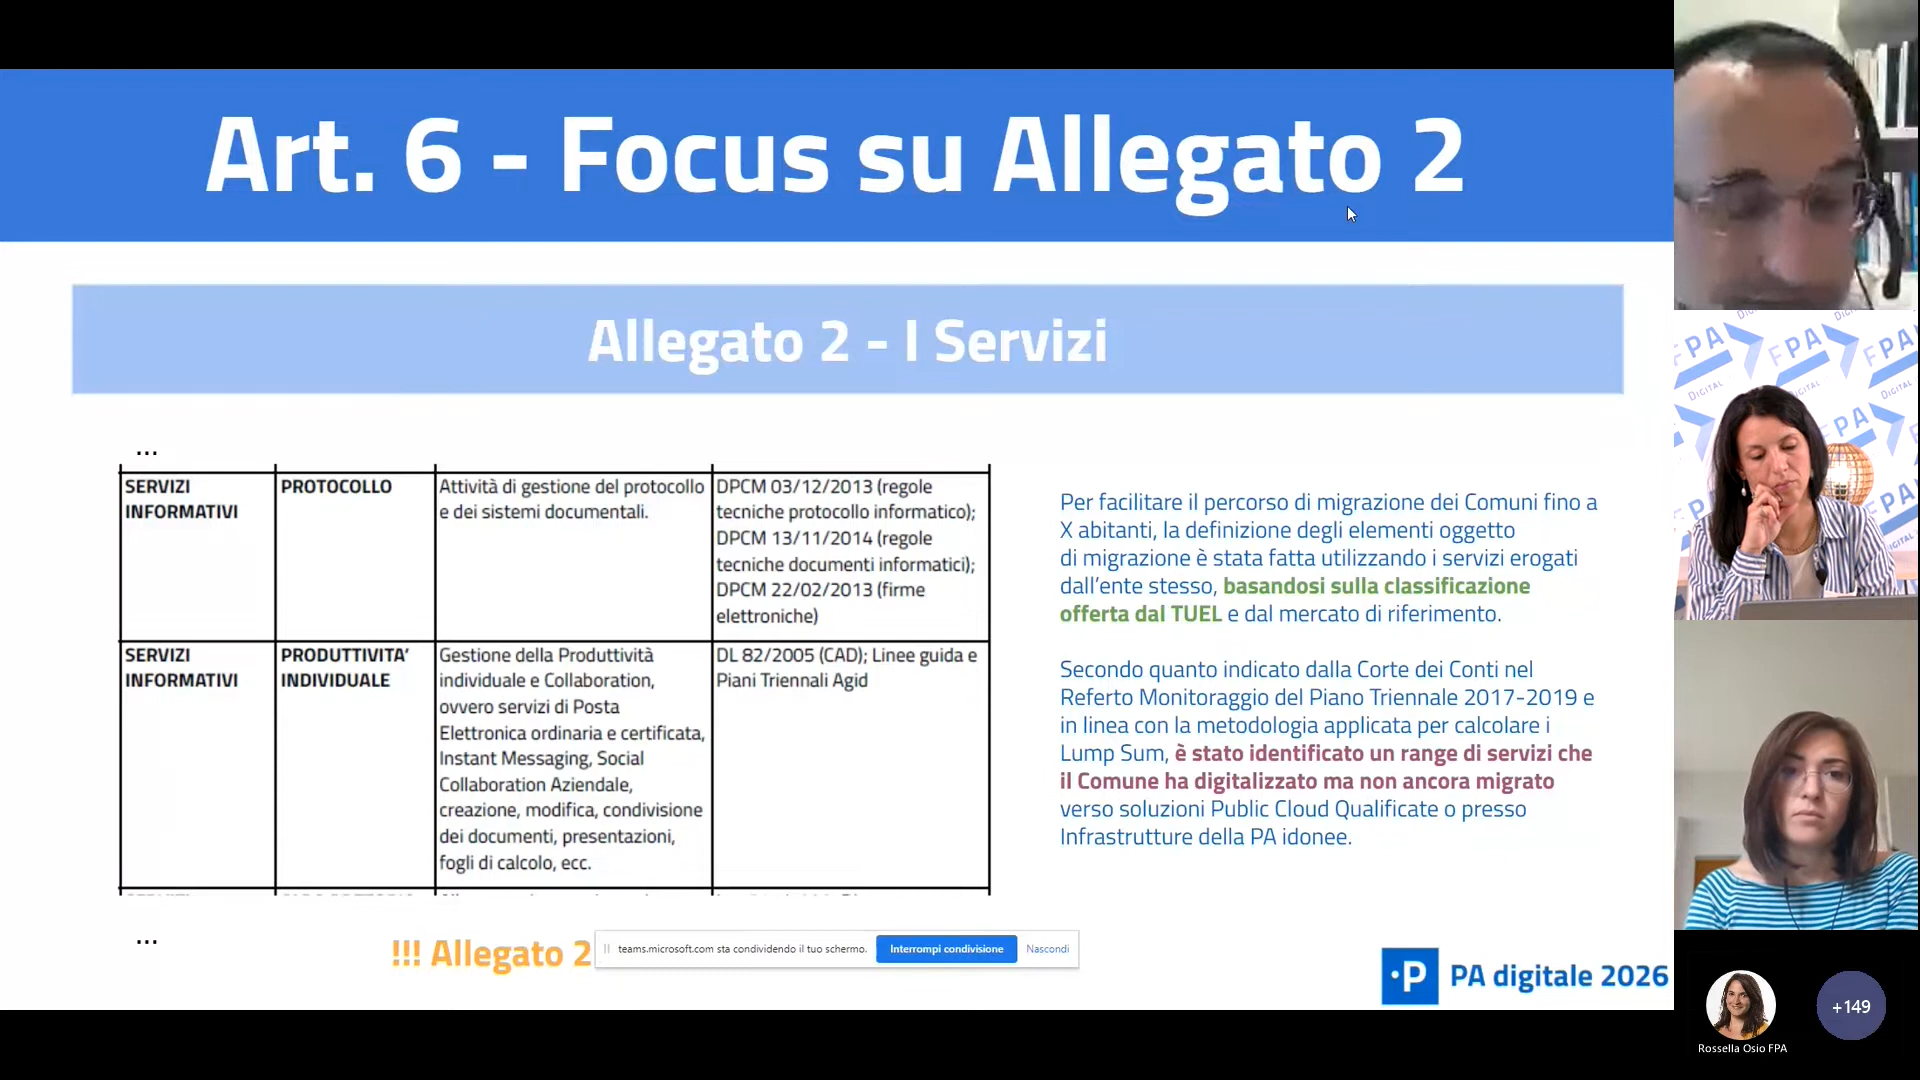 Art. 6 - Focus su Allegato 2
Allegato 2 - I Servizi
...
SERVIZI
INFORMATIVI
PROTOCOLLO
Attività di gestione del protocollo
e dei sistemi documentali.
DPCM 03/12/2013 (regole
tecniche protocollo informatico);
DPCM 13/11/2014 (regole
tecniche documenti informatici);
DPCM 22/02/2013 (firme
elettroniche)
SERVIZI
INFORMATIVI
PRODUTTIVITA’
INDIVIDUALE
Gestione della Produttività
individuale e Collaboration,
ovvero servizi di Posta
Elettronica ordinaria e certificata,
Instant Messaging, Social
Collaboration Aziendale,
creazione, modifica, condivisione
dei documenti, presentazioni,
fogli di calcolo, ecc.
DL 82/2005 (CAD); Linee guida e
Piani Triennali Agid
...
Per facilitare il percorso di migrazione dei Comuni fino a
X abitanti, la definizione degli elementi oggetto
di migrazione è stata fatta utilizzando i servizi erogati
dall’ente stesso, basandosi sulla classificazione
offerta dal TUEL e dal mercato di riferimento.
Secondo quanto indicato dalla Corte dei Conti nel
Referto Monitoraggio del Piano Triennale 2017-2019 e
in linea con la metodologia applicata per calcolare i
Lump Sum, è stato identificato un range di servizi che
il Comune ha digitalizzato ma non ancora migrato
verso soluzioni Public Cloud Qualificate o presso
Infrastrutture della PA idonee.
!!! Allegato 2
teams.microsoft.com sta condividendo il tuo schermo.
Interrompi condivisione
Nascondi
·P PA digitale 2026
FPA
DIGITAL
FPA
DIGITAL
FPA
DIGITAL
Rossella Osio FPA
+149